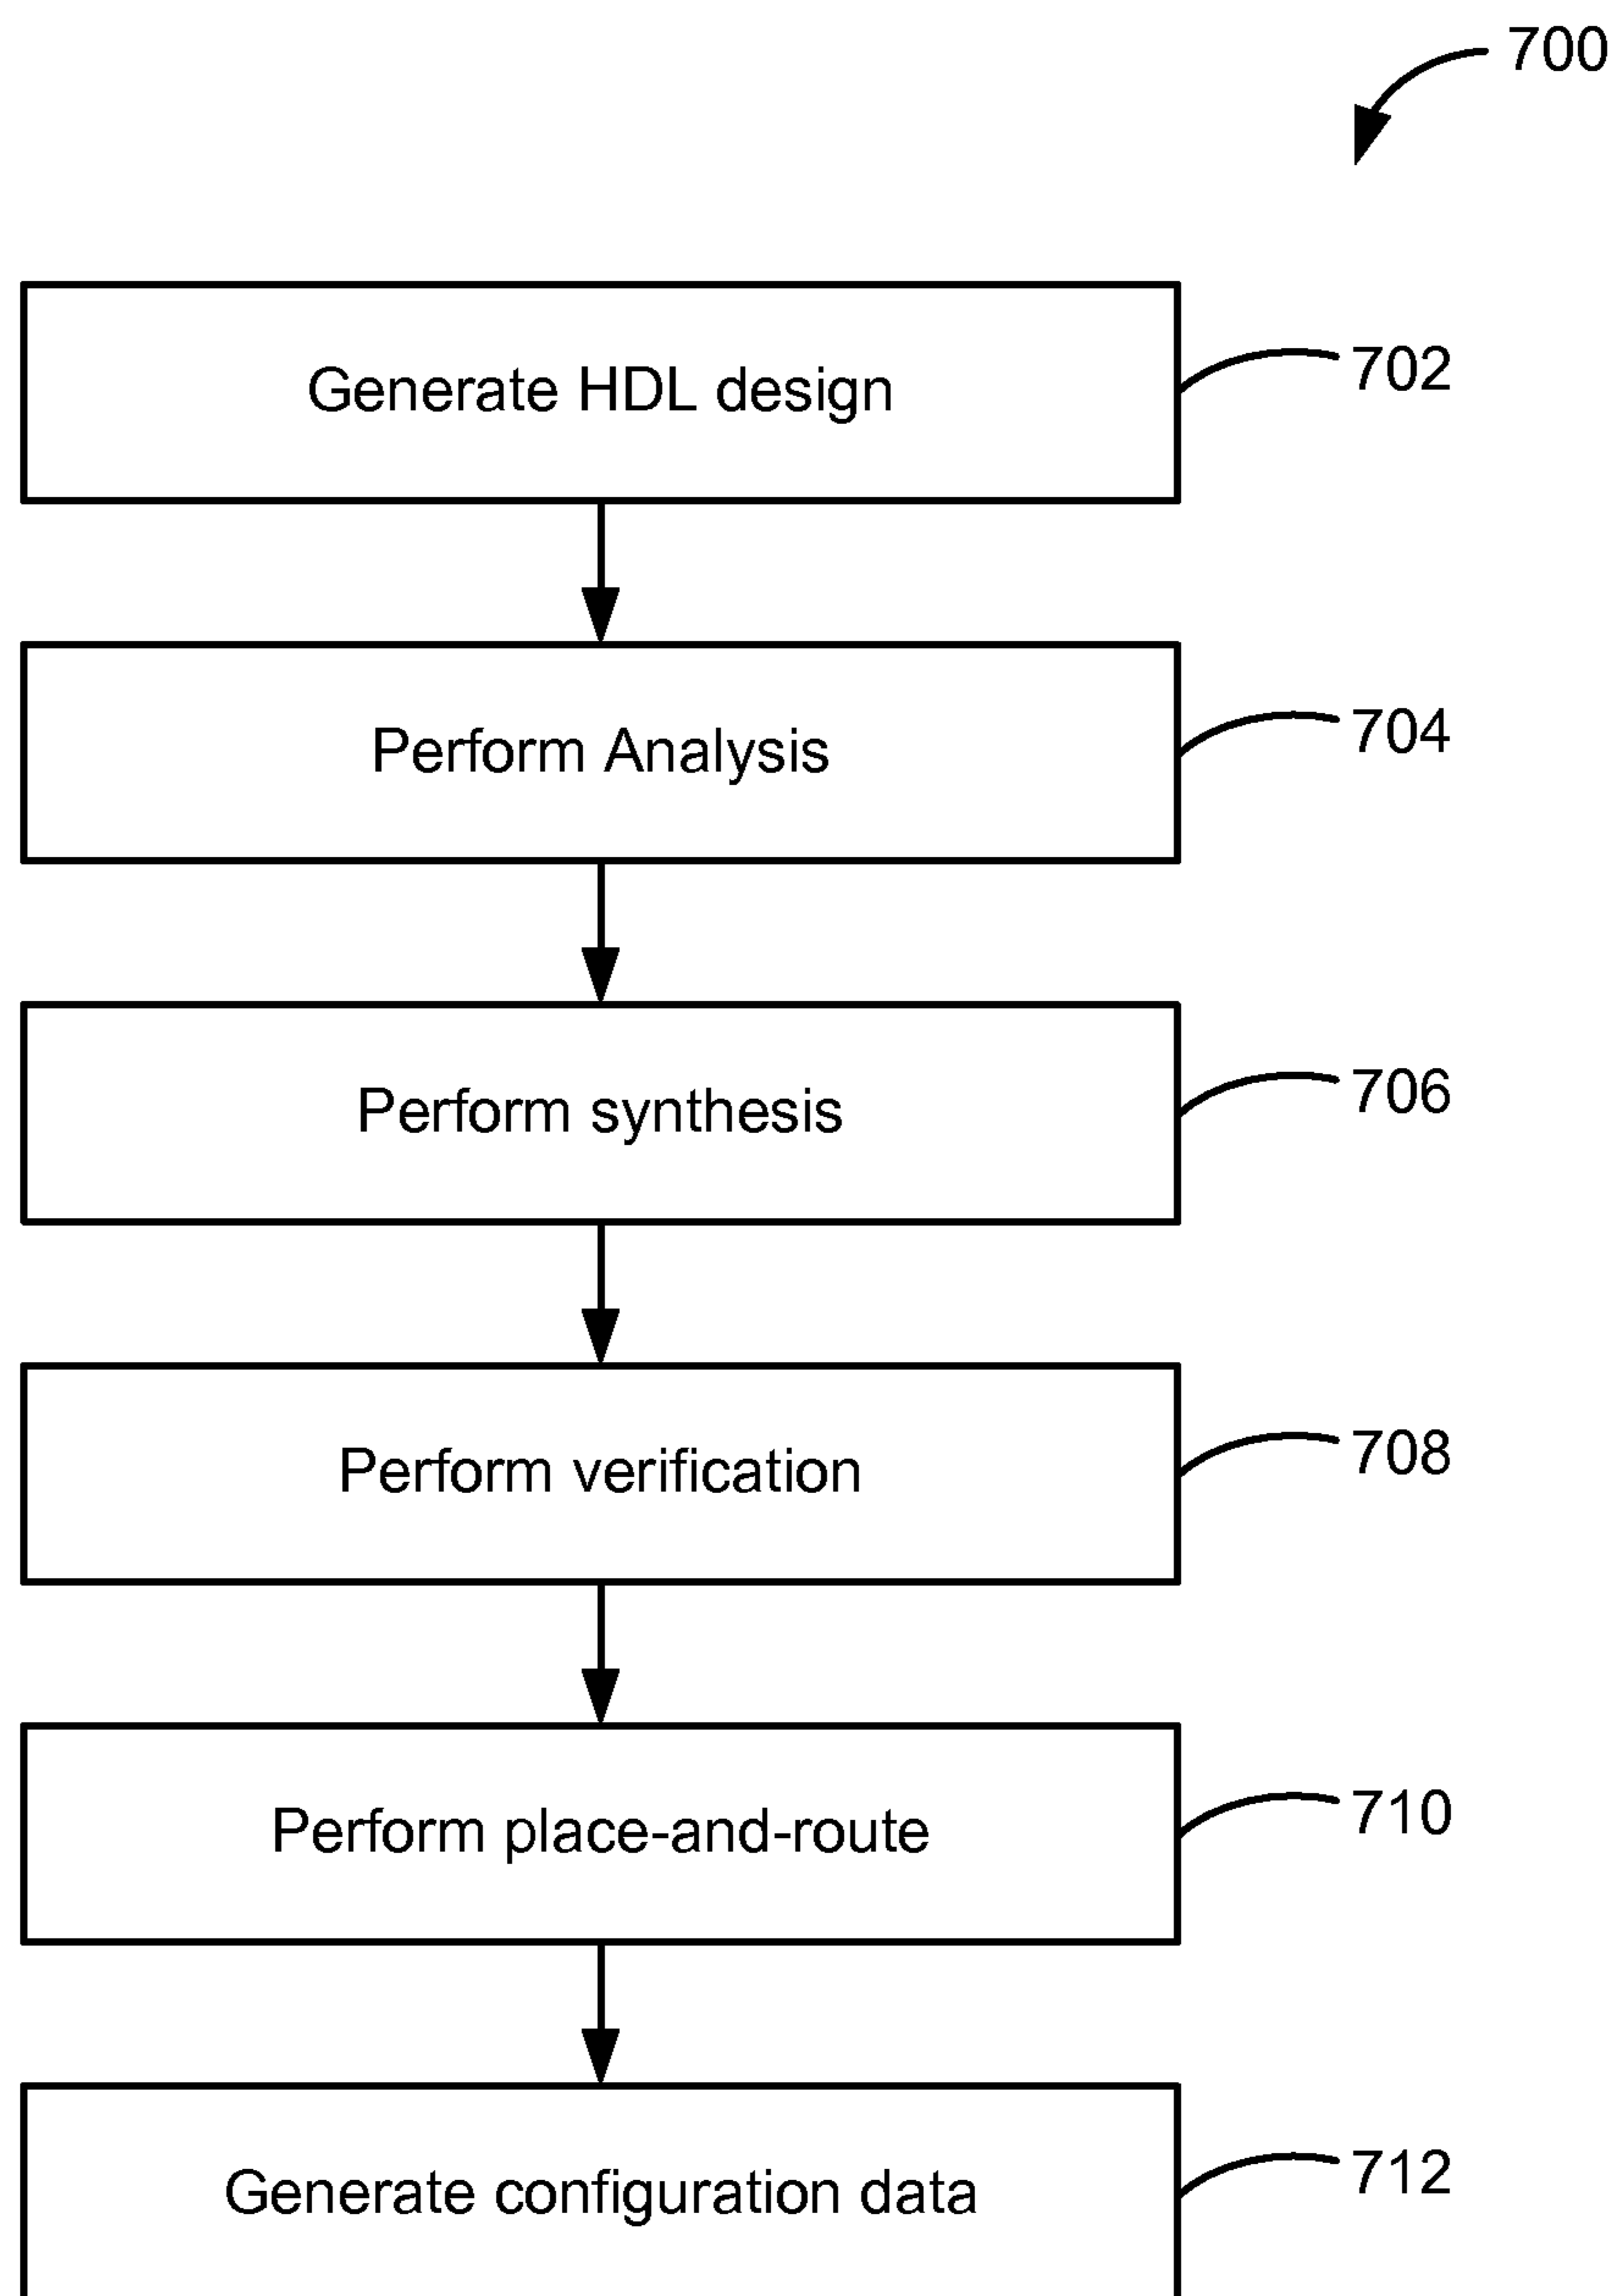 700
Generate HDL design
702
Perform Analysis
704
Perform synthesis
706
Perform verification
708
Perform place-and-route
710
Generate configuration data
712